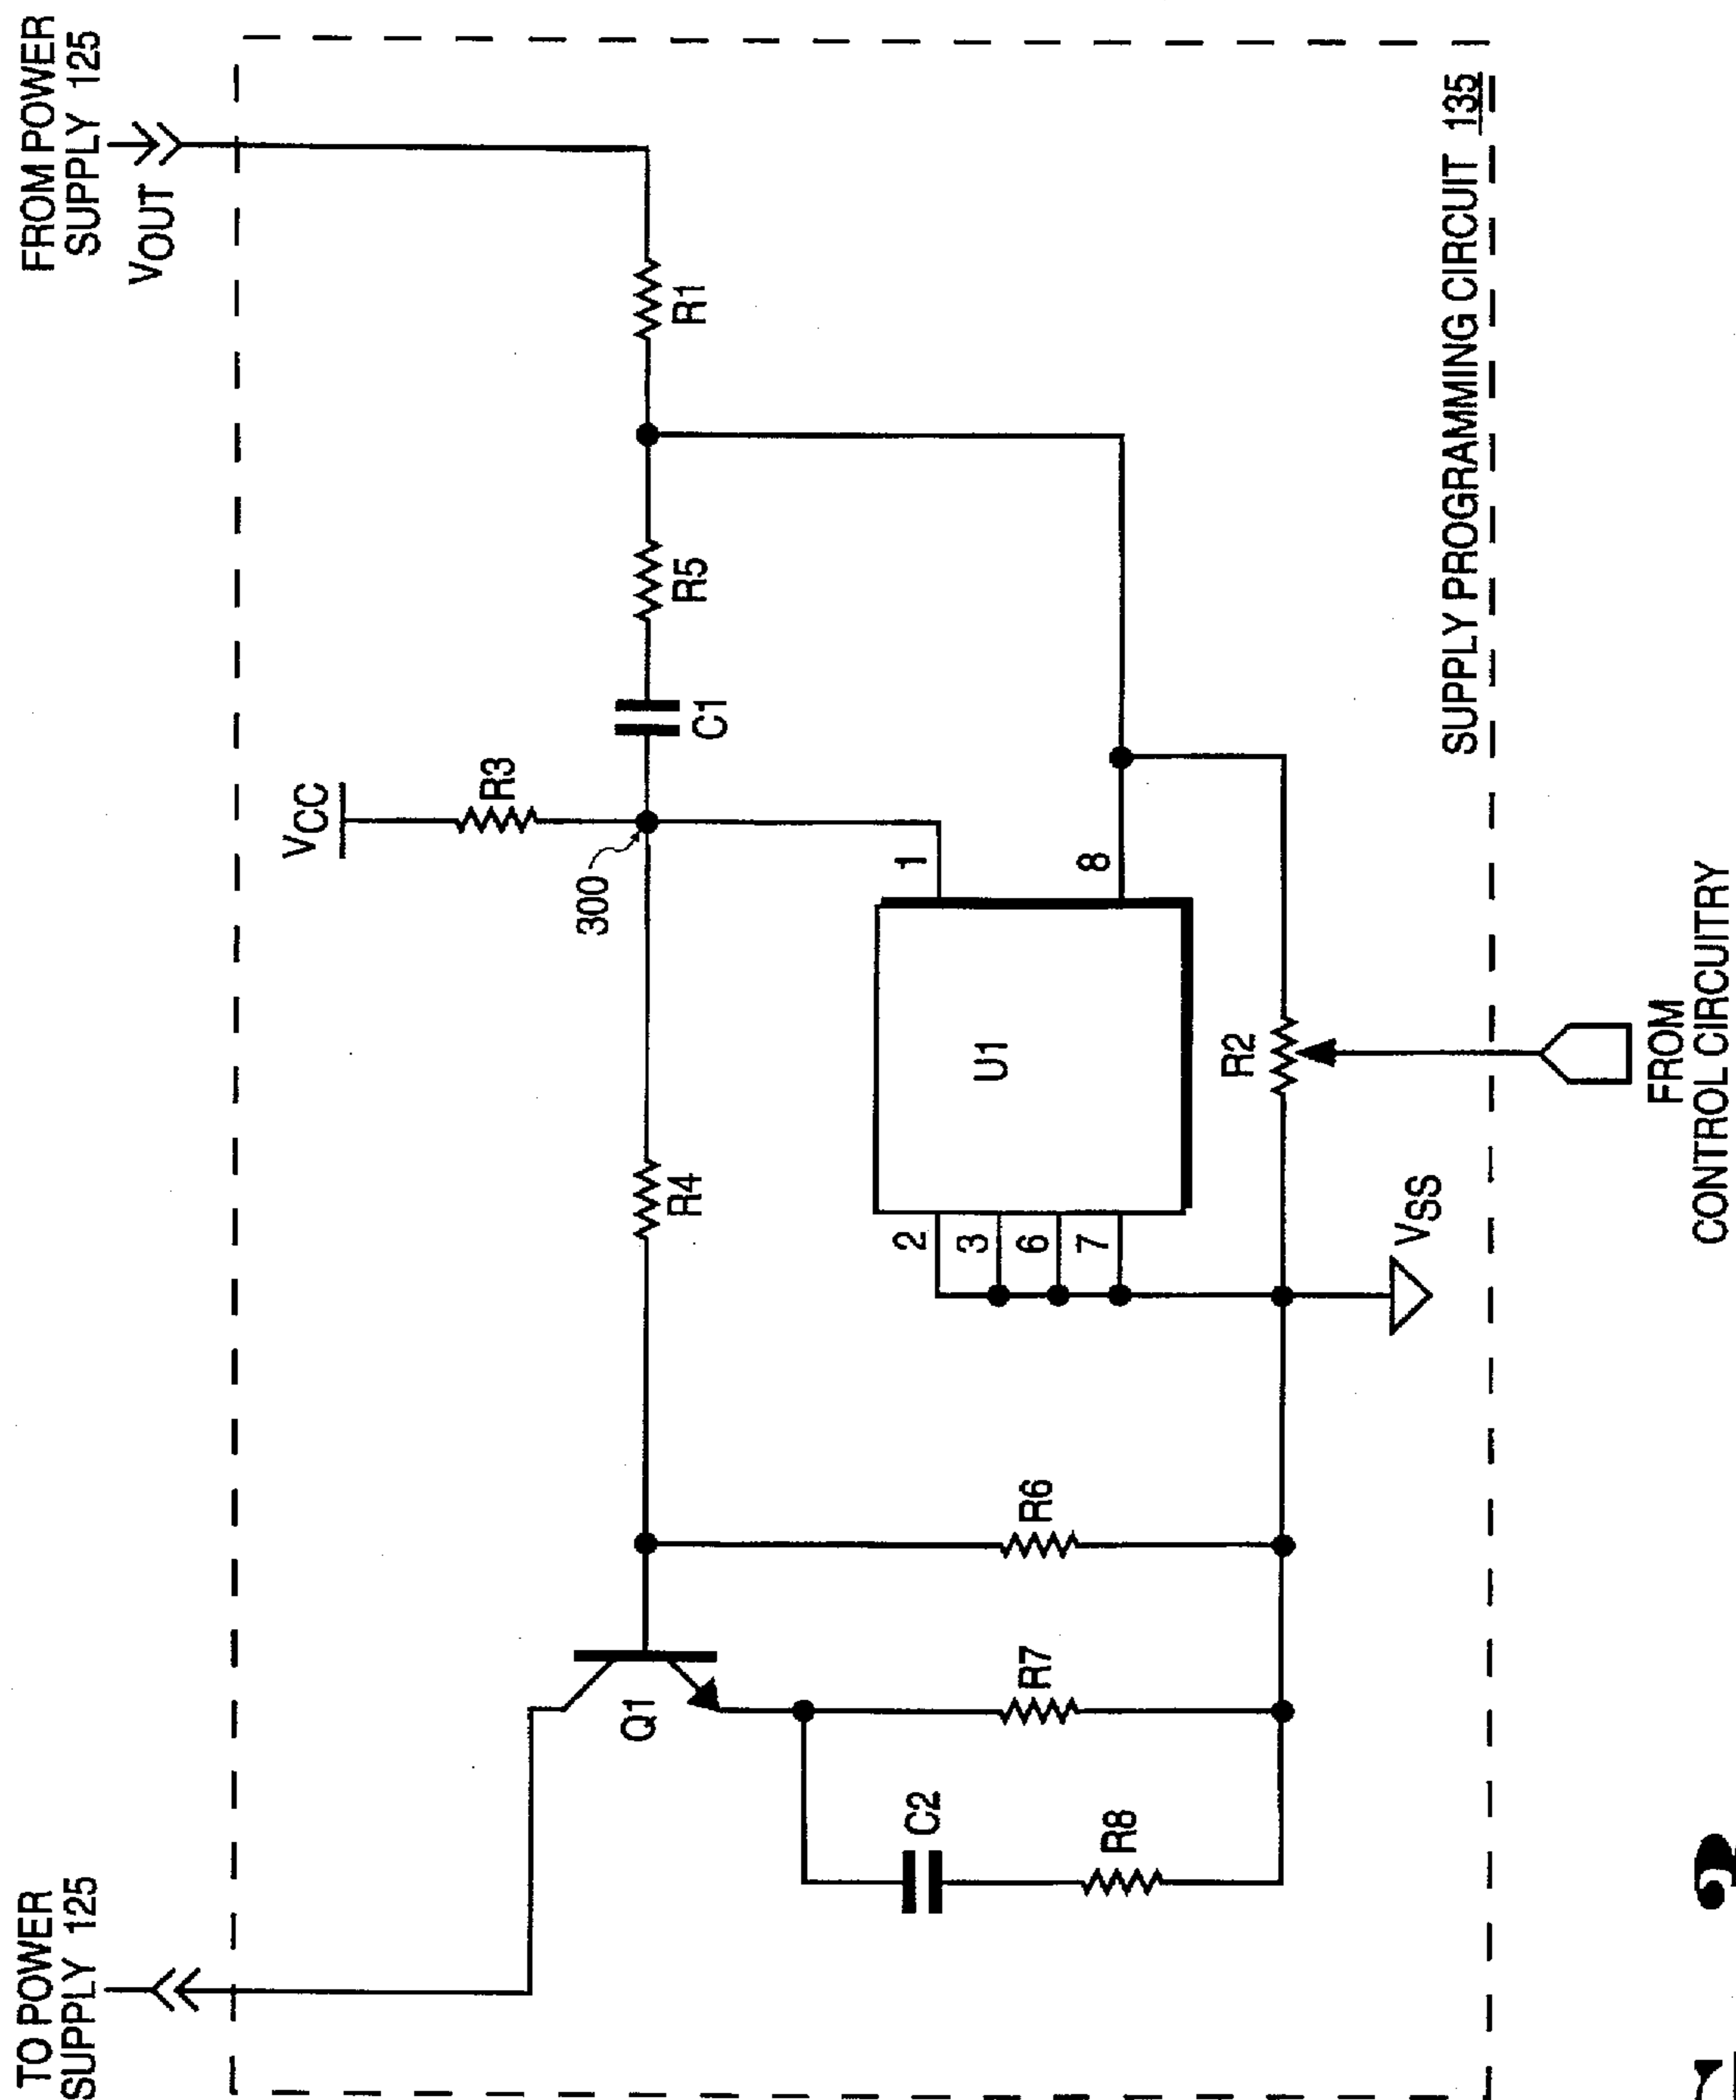 TO POWER
SUPPLY 125
FROM POWER
SUPPLY 125
VOUT
VCC
R3
300
R4
C1
R5
R1
Q1
1
8
2
3
6
7
U1
R6
R7
C2
R8
R2
VSS
SUPPLY PROGRAMMING CIRCUIT 135
FROM
CONTROL CIRCUITRY